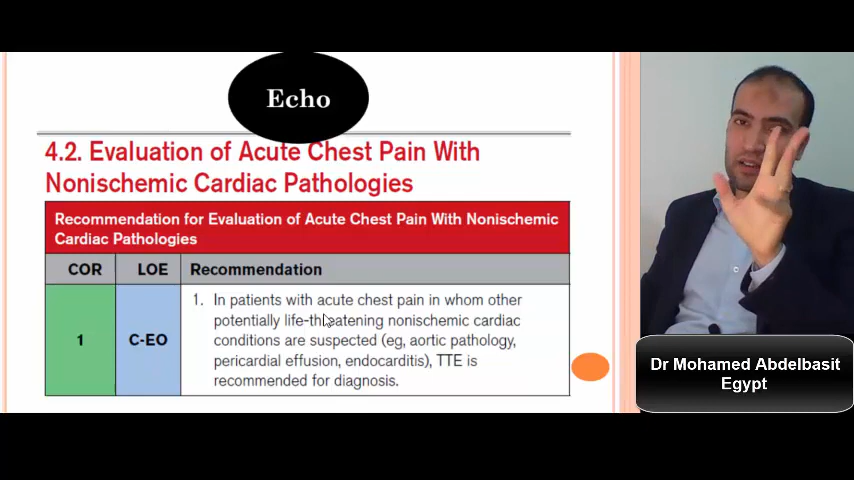 Echo
4.2. Evaluation of Acute Chest Pain With
Nonischemic Cardiac Pathologies
Recommendation for Evaluation of Acute Chest Pain With Nonischemic
Cardiac Pathologies
COR LOE Recommendation
1 C-EO
1. In patients with acute chest pain in whom other
potentially life-threatening nonischemic cardiac
conditions are suspected (eg, aortic pathology,
pericardial effusion, endocarditis), TTE is
recommended for diagnosis.
Dr Mohamed Abdelbasit
Egypt